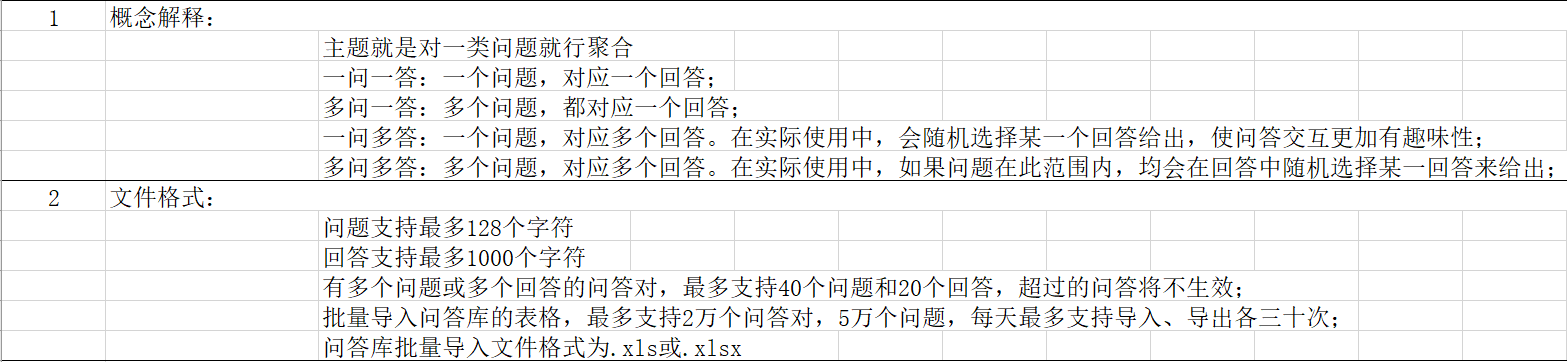 1 概念解释：
主题就是对一类问题就行聚合
一问一答：一个问题，对应一个回答；
多问一答：多个问题，都对应一个回答；
一问多答：一个问题，对应多个回答。在实际使用中，会随机选择某一个回答给出，使问答交互更加有趣味性；
多问多答：多个问题，对应多个回答。在实际使用中，如果问题在此范围内，均会在回答中随机选择某一回答来给出；
2 文件格式：
问题支持最多128个字符
回答支持最多1000个字符
有多个问题或多个回答的问答对，最多支持40个问题和20个回答，超过的问答将不生效；
批量导入问答库的表格，最多支持2万个问答对，5万个问题，每天最多支持导入、导出各三十次；
问答库批量导入文件格式为.xls或.xlsx